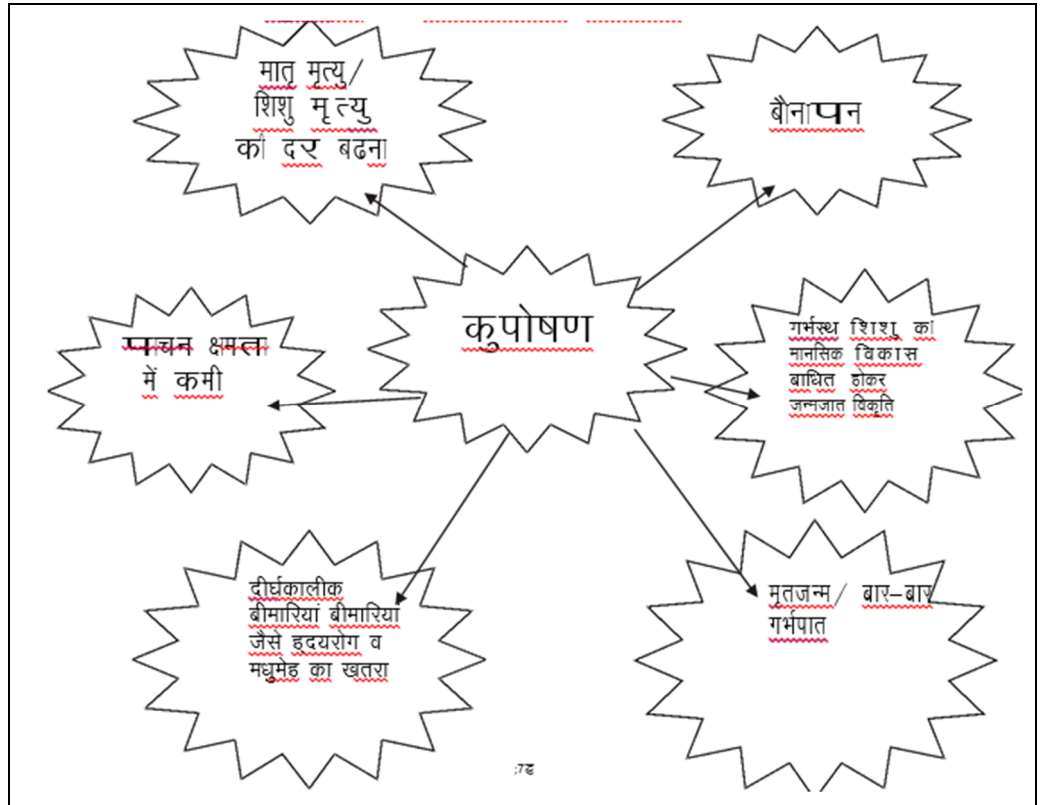 मातृ मृत्यु/
शिशु मृत्यु
की दर बढना
बौनापन
कुपोषण
पाचन क्षमता
में कमी
गर्भस्थ शिशु का
मानसिक विकास
बाधित होकर
जन्मजात विकृति
दीर्घकालीक
बीमारियां बीमारिया
जैसे हृदयरोग व
मधुमेह का खतरा
मृतजन्म/ बार–बार
गर्भपात